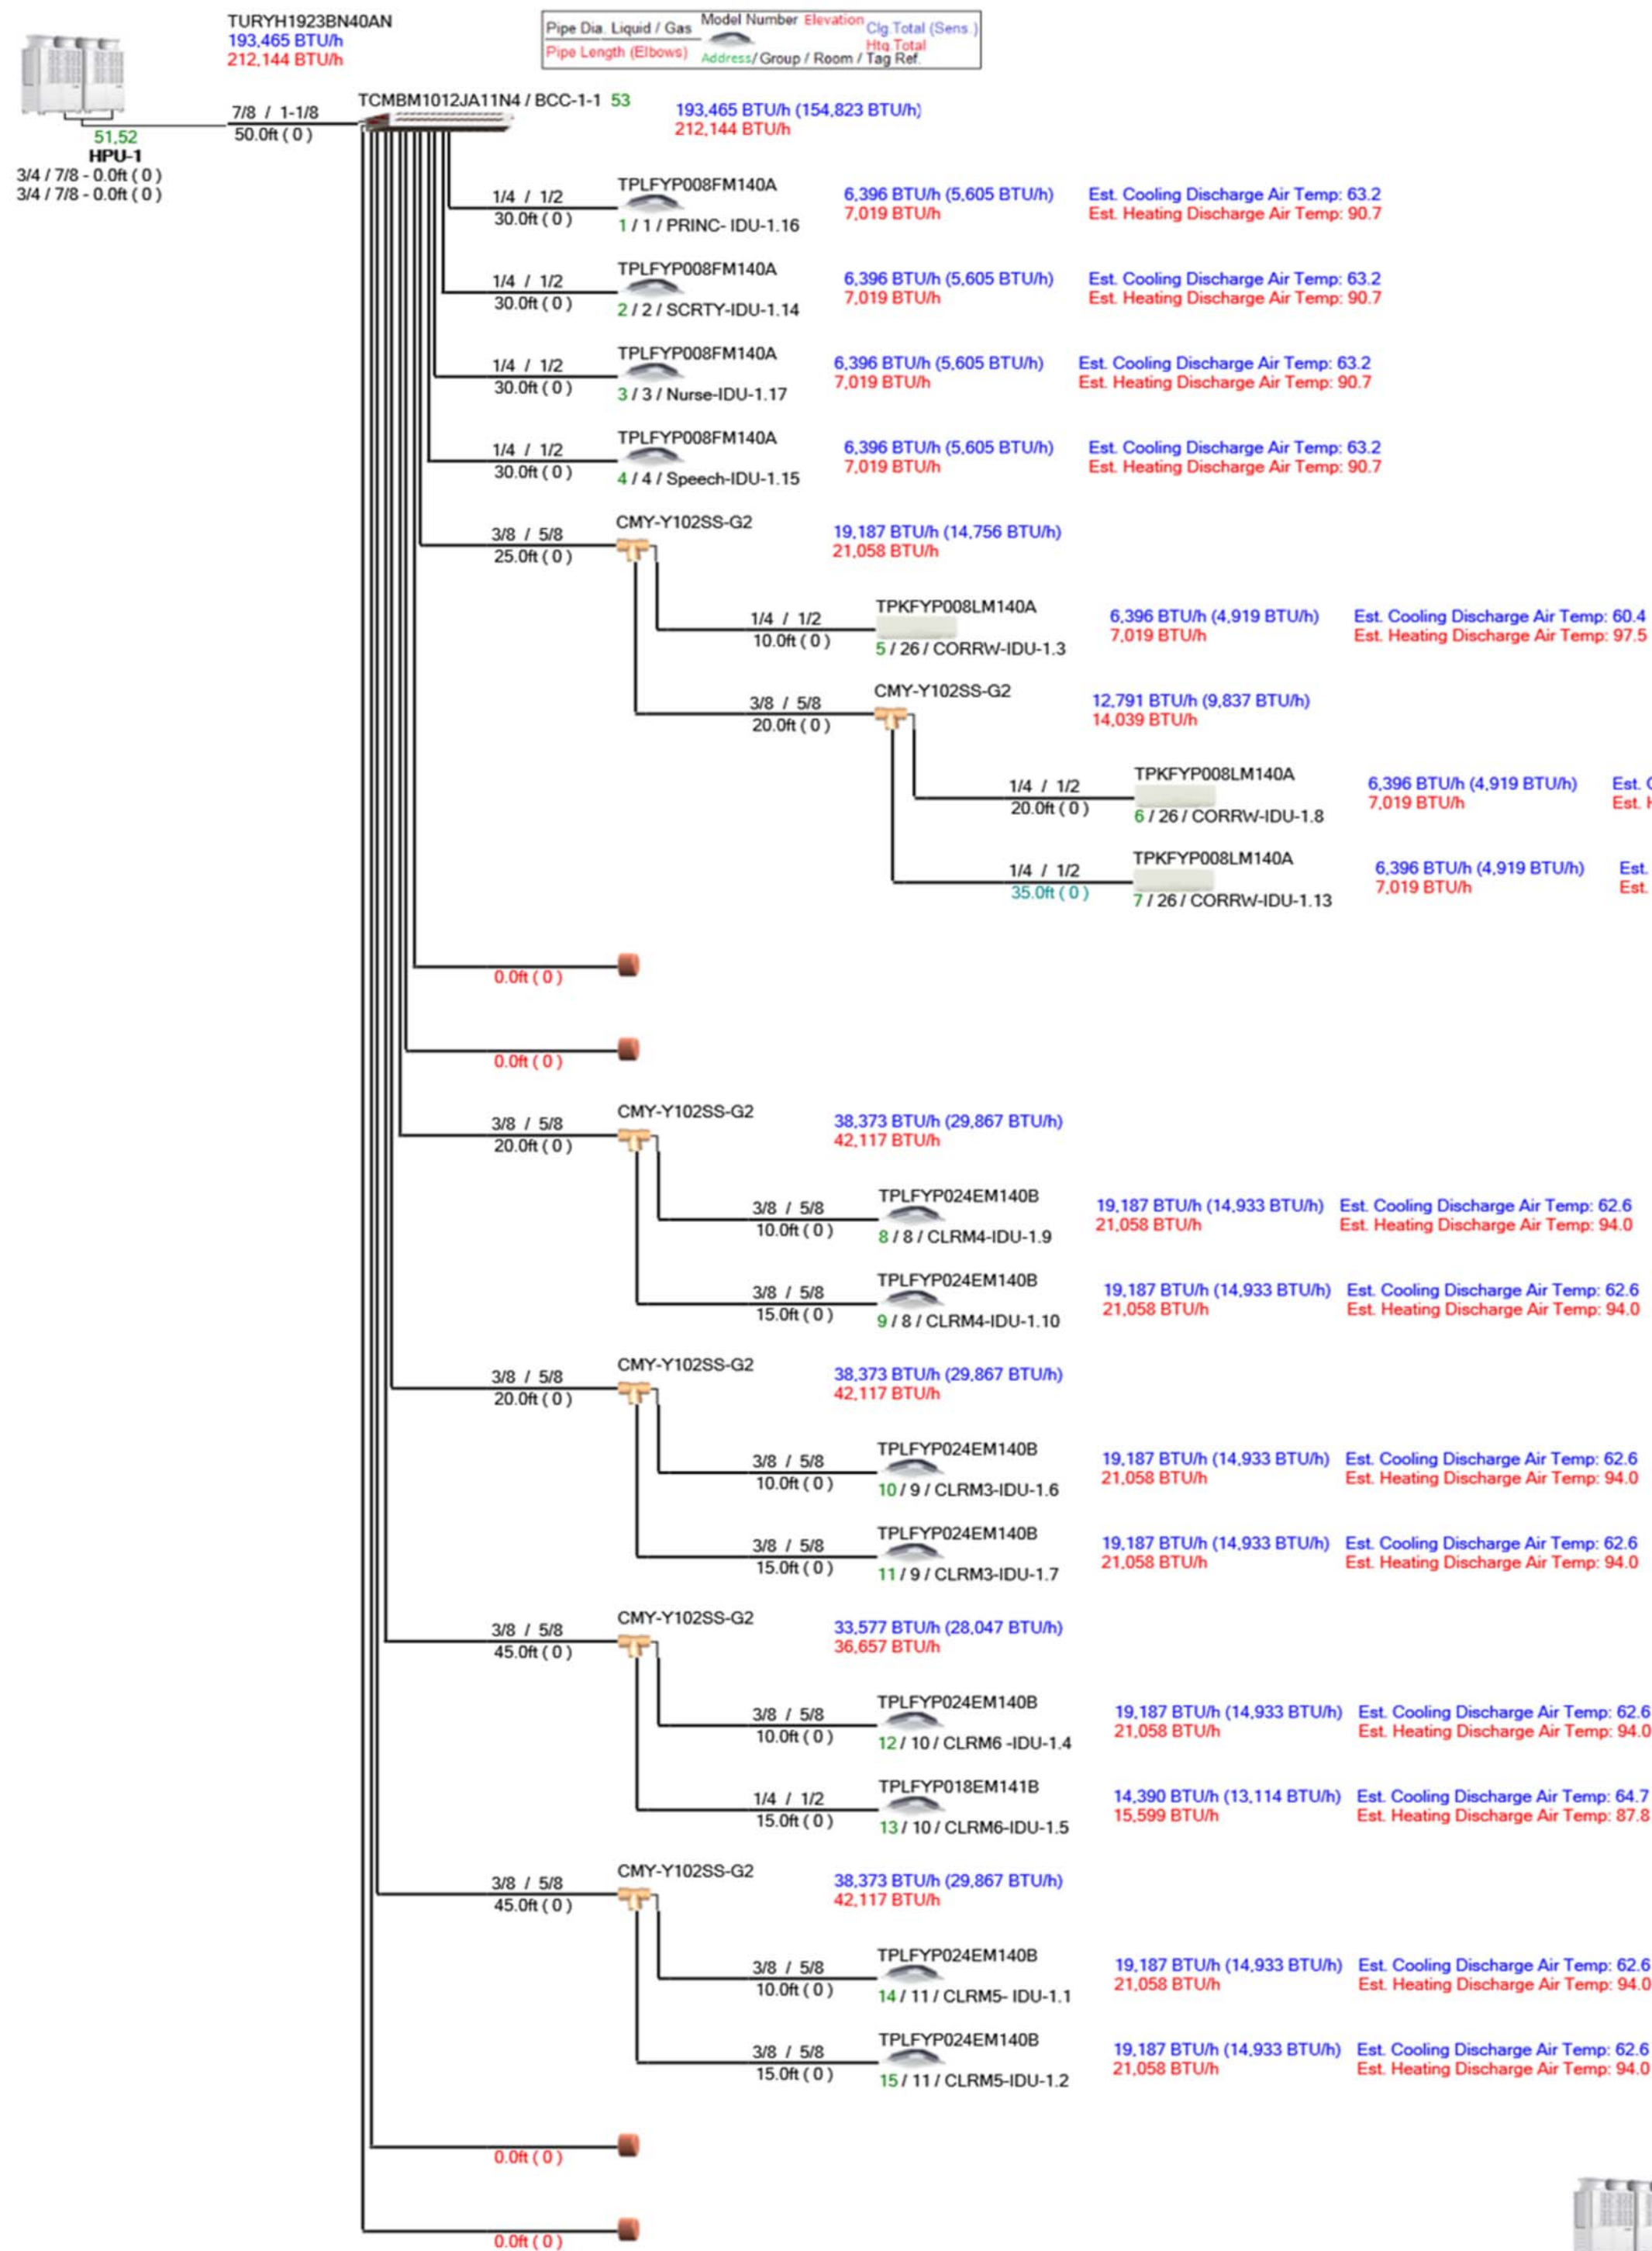 TURYH1923BN40AN
193,465 BTU/h
212,144 BTU/h
Pipe Dia. Liquid / Gas Model Number Elevation Clg.Total (Sens.)
Pipe Length (Elbows) Htg.Total
Address/ Group / Room / Tag Ref.
7/8 / 1-1/8
50.0ft ( 0 )
TCMBM1012JA11N4 / BCC-1-1 53
193,465 BTU/h (154,823 BTU/h)
212,144 BTU/h
51,52
HPU-1
3/4 / 7/8 - 0.0ft ( 0 )
3/4 / 7/8 - 0.0ft ( 0 )
1/4 / 1/2
30.0ft ( 0 )
TPLFYP008FM140A
1 / 1 / PRINC- IDU-1.16
6,396 BTU/h (5,605 BTU/h) Est. Cooling Discharge Air Temp: 63.2
7,019 BTU/h Est. Heating Discharge Air Temp: 90.7
1/4 / 1/2
30.0ft ( 0 )
TPLFYP008FM140A
2 / 2 / SCRTY-IDU-1.14
6,396 BTU/h (5,605 BTU/h) Est. Cooling Discharge Air Temp: 63.2
7,019 BTU/h Est. Heating Discharge Air Temp: 90.7
1/4 / 1/2
30.0ft ( 0 )
TPLFYP008FM140A
3 / 3 / Nurse-IDU-1.17
6,396 BTU/h (5,605 BTU/h) Est. Cooling Discharge Air Temp: 63.2
7,019 BTU/h Est. Heating Discharge Air Temp: 90.7
1/4 / 1/2
30.0ft ( 0 )
TPLFYP008FM140A
4 / 4 / Speech-IDU-1.15
6,396 BTU/h (5,605 BTU/h) Est. Cooling Discharge Air Temp: 63.2
7,019 BTU/h Est. Heating Discharge Air Temp: 90.7
3/8 / 5/8
25.0ft ( 0 )
CMY-Y102SS-G2
19,187 BTU/h (14,756 BTU/h)
21,058 BTU/h
1/4 / 1/2
10.0ft ( 0 )
TPKFYP008LM140A
5 / 26 / CORRW-IDU-1.3
6,396 BTU/h (4,919 BTU/h) Est. Cooling Discharge Air Temp: 60.4
7,019 BTU/h Est. Heating Discharge Air Temp: 97.5
3/8 / 5/8
20.0ft ( 0 )
CMY-Y102SS-G2
12,791 BTU/h (9,837 BTU/h)
14,039 BTU/h
1/4 / 1/2
20.0ft ( 0 )
TPKFYP008LM140A
6 / 26 / CORRW-IDU-1.8
6,396 BTU/h (4,919 BTU/h) Est.
7,019 BTU/h Est.
1/4 / 1/2
35.0ft ( 0 )
TPKFYP008LM140A
7 / 26 / CORRW-IDU-1.13
6,396 BTU/h (4,919 BTU/h) Est.
7,019 BTU/h Est.
0.0ft ( 0 )
0.0ft ( 0 )
3/8 / 5/8
20.0ft ( 0 )
CMY-Y102SS-G2
38,373 BTU/h (29,867 BTU/h)
42,117 BTU/h
3/8 / 5/8
10.0ft ( 0 )
TPLFYP024EM140B
8 / 8 / CLRM4-IDU-1.9
19,187 BTU/h (14,933 BTU/h) Est. Cooling Discharge Air Temp: 62.6
21,058 BTU/h Est. Heating Discharge Air Temp: 94.0
3/8 / 5/8
15.0ft ( 0 )
TPLFYP024EM140B
9 / 8 / CLRM4-IDU-1.10
19,187 BTU/h (14,933 BTU/h) Est. Cooling Discharge Air Temp: 62.6
21,058 BTU/h Est. Heating Discharge Air Temp: 94.0
3/8 / 5/8
20.0ft ( 0 )
CMY-Y102SS-G2
38,373 BTU/h (29,867 BTU/h)
42,117 BTU/h
3/8 / 5/8
10.0ft ( 0 )
TPLFYP024EM140B
10 / 9 / CLRM3-IDU-1.6
19,187 BTU/h (14,933 BTU/h) Est. Cooling Discharge Air Temp: 62.6
21,058 BTU/h Est. Heating Discharge Air Temp: 94.0
3/8 / 5/8
15.0ft ( 0 )
TPLFYP024EM140B
11 / 9 / CLRM3-IDU-1.7
19,187 BTU/h (14,933 BTU/h) Est. Cooling Discharge Air Temp: 62.6
21,058 BTU/h Est. Heating Discharge Air Temp: 94.0
3/8 / 5/8
45.0ft ( 0 )
CMY-Y102SS-G2
33,577 BTU/h (28,047 BTU/h)
36,657 BTU/h
3/8 / 5/8
10.0ft ( 0 )
TPLFYP024EM140B
12 / 10 / CLRM6 -IDU-1.4
19,187 BTU/h (14,933 BTU/h) Est. Cooling Discharge Air Temp: 62.6
21,058 BTU/h Est. Heating Discharge Air Temp: 94.0
1/4 / 1/2
15.0ft ( 0 )
TPLFYP018EM141B
13 / 10 / CLRM6-IDU-1.5
14,390 BTU/h (13,114 BTU/h) Est. Cooling Discharge Air Temp: 64.7
15,599 BTU/h Est. Heating Discharge Air Temp: 87.8
3/8 / 5/8
45.0ft ( 0 )
CMY-Y102SS-G2
38,373 BTU/h (29,867 BTU/h)
42,117 BTU/h
3/8 / 5/8
10.0ft ( 0 )
TPLFYP024EM140B
14 / 11 / CLRM5- IDU-1.1
19,187 BTU/h (14,933 BTU/h) Est. Cooling Discharge Air Temp: 62.6
21,058 BTU/h Est. Heating Discharge Air Temp: 94.0
3/8 / 5/8
15.0ft ( 0 )
TPLFYP024EM140B
15 / 11 / CLRM5-IDU-1.2
19,187 BTU/h (14,933 BTU/h) Est. Cooling Discharge Air Temp: 62.6
21,058 BTU/h Est. Heating Discharge Air Temp: 94.0
0.0ft ( 0 )
0.0ft ( 0 )